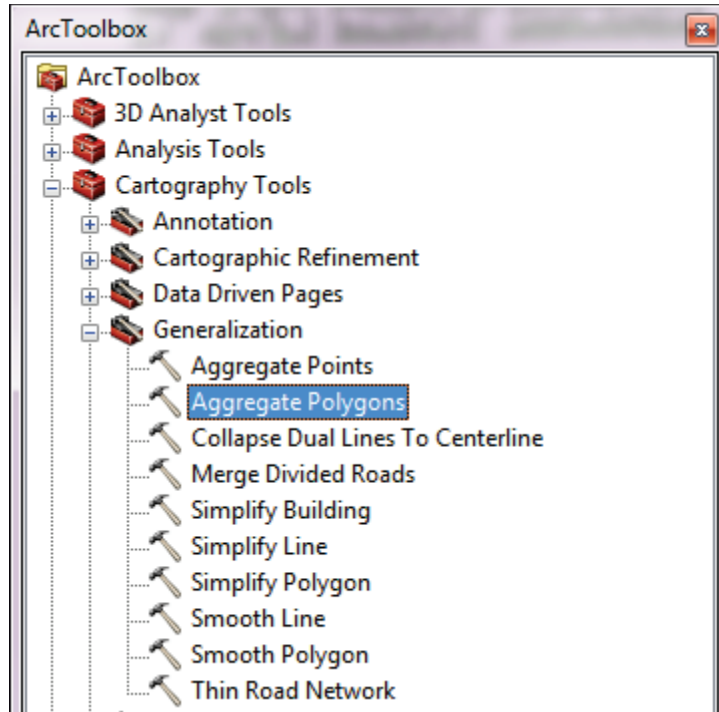 ArcToolbox
ArcToolbox
3D Analyst Tools
Analysis Tools
Cartography Tools
Annotation
Cartographic Refinement
Data Driven Pages
Generalization
Aggregate Points
Aggregate Polygons
Collapse Dual Lines To Centerline
Merge Divided Roads
Simplify Building
Simplify Line
Simplify Polygon
Smooth Line
Smooth Polygon
Thin Road Network